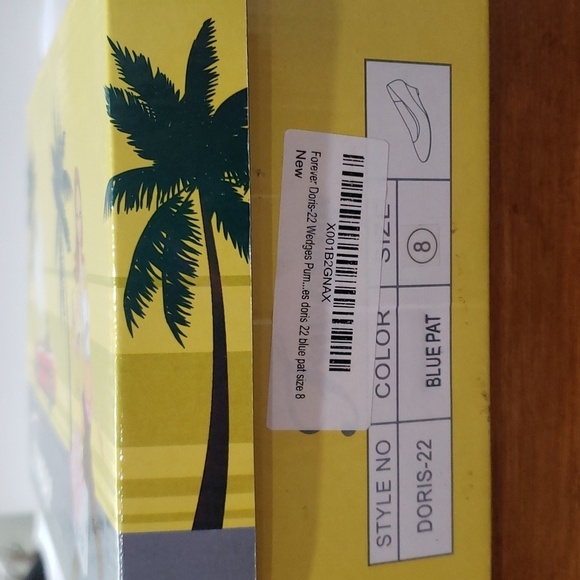 X001B2GNAX
Forever Doris-22 Wedges Pum...es doris 22 blue pat size 8
New
STYLE NO COLOR SIZE
DORIS-22 BLUE PAT 8